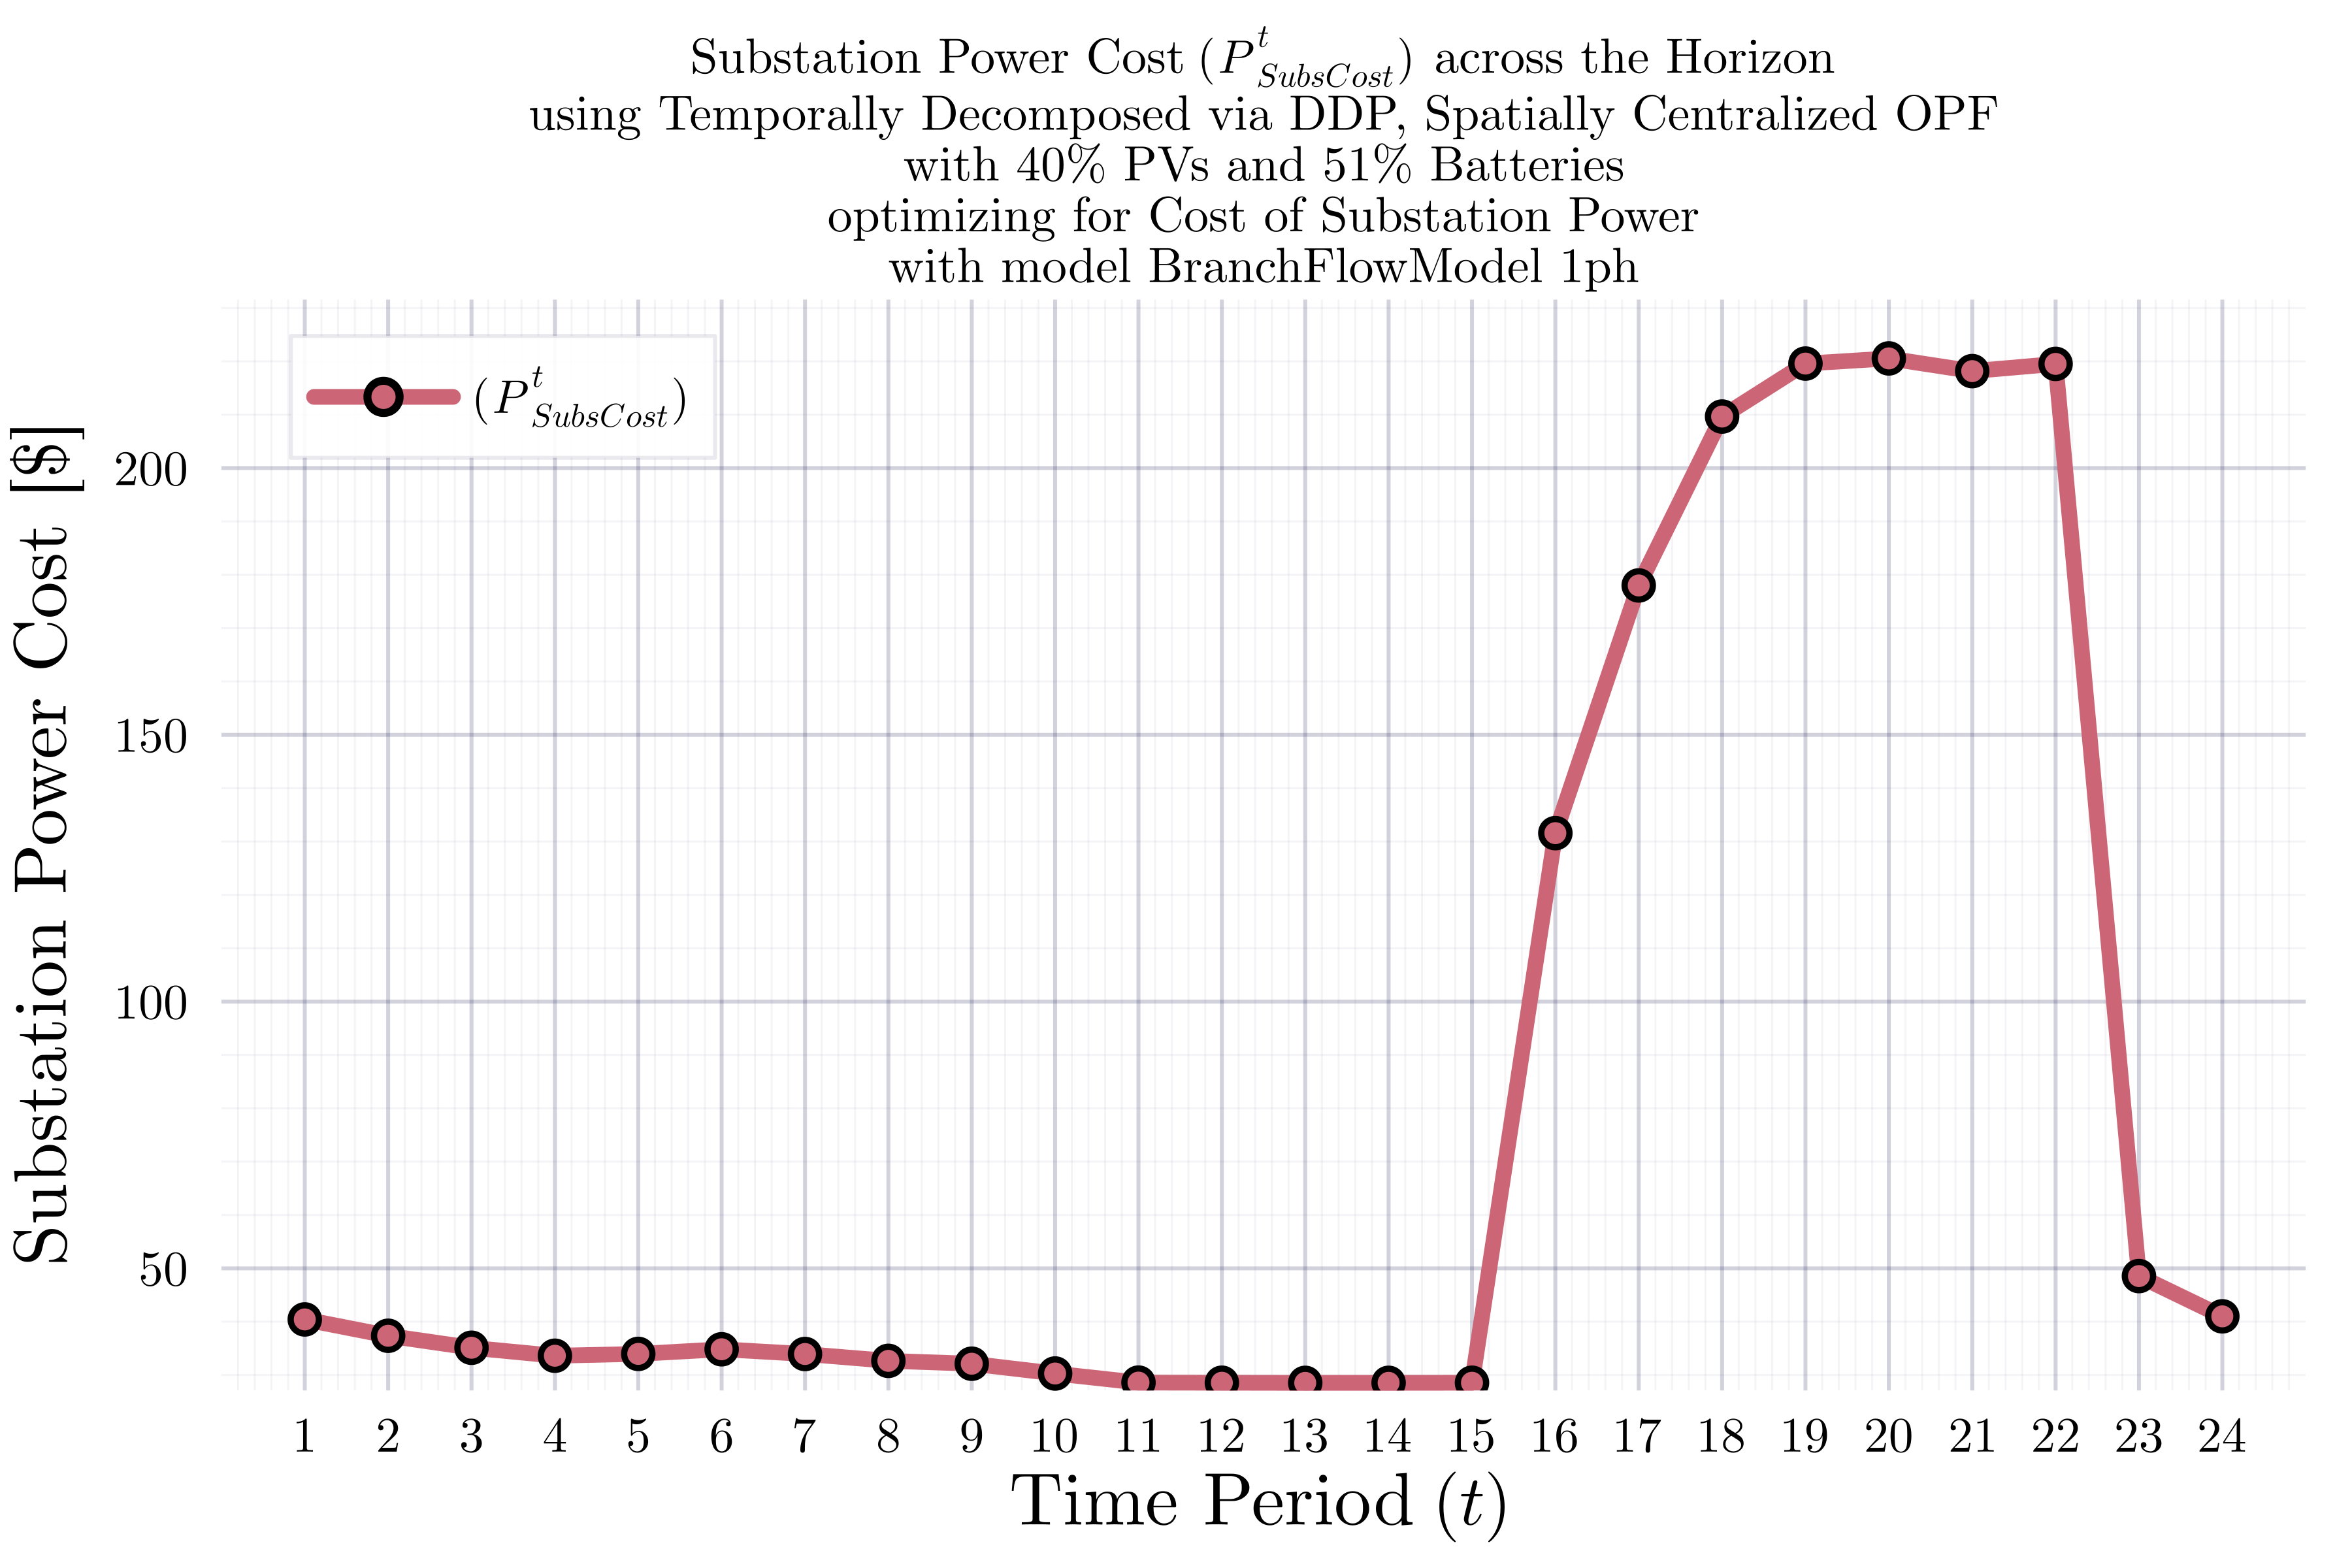 Substation Power Cost (P^t_SubsCost) across the Horizon
using Temporally Decomposed via DDP, Spatially Centralized OPF
with 40% PVs and 51% Batteries
optimizing for Cost of Substation Power
with model BranchFlowModel 1ph
(P^t_SubsCost)
Substation Power Cost [$]
200
150
100
50
1 2 3 4 5 6 7 8 9 10 11 12 13 14 15 16 17 18 19 20 21 22 23 24
Time Period (t)